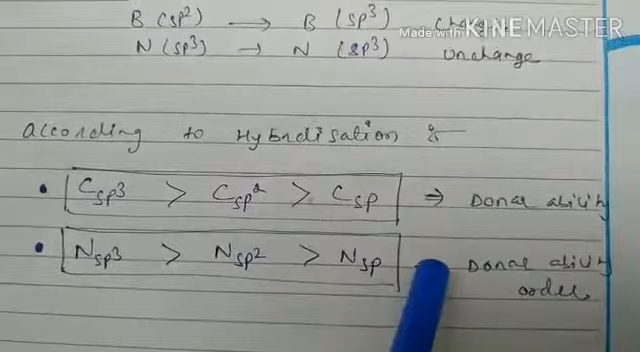 B (sp²) → B (sp³) Change
N (sp³) → N (sp³) Unchange
Made with KINEMASTER
According to Hybridisation :-
• C sp³ > C sp² > C sp ⇒ Donar ability
• N sp³ > N sp² > N sp Donar ability
order.